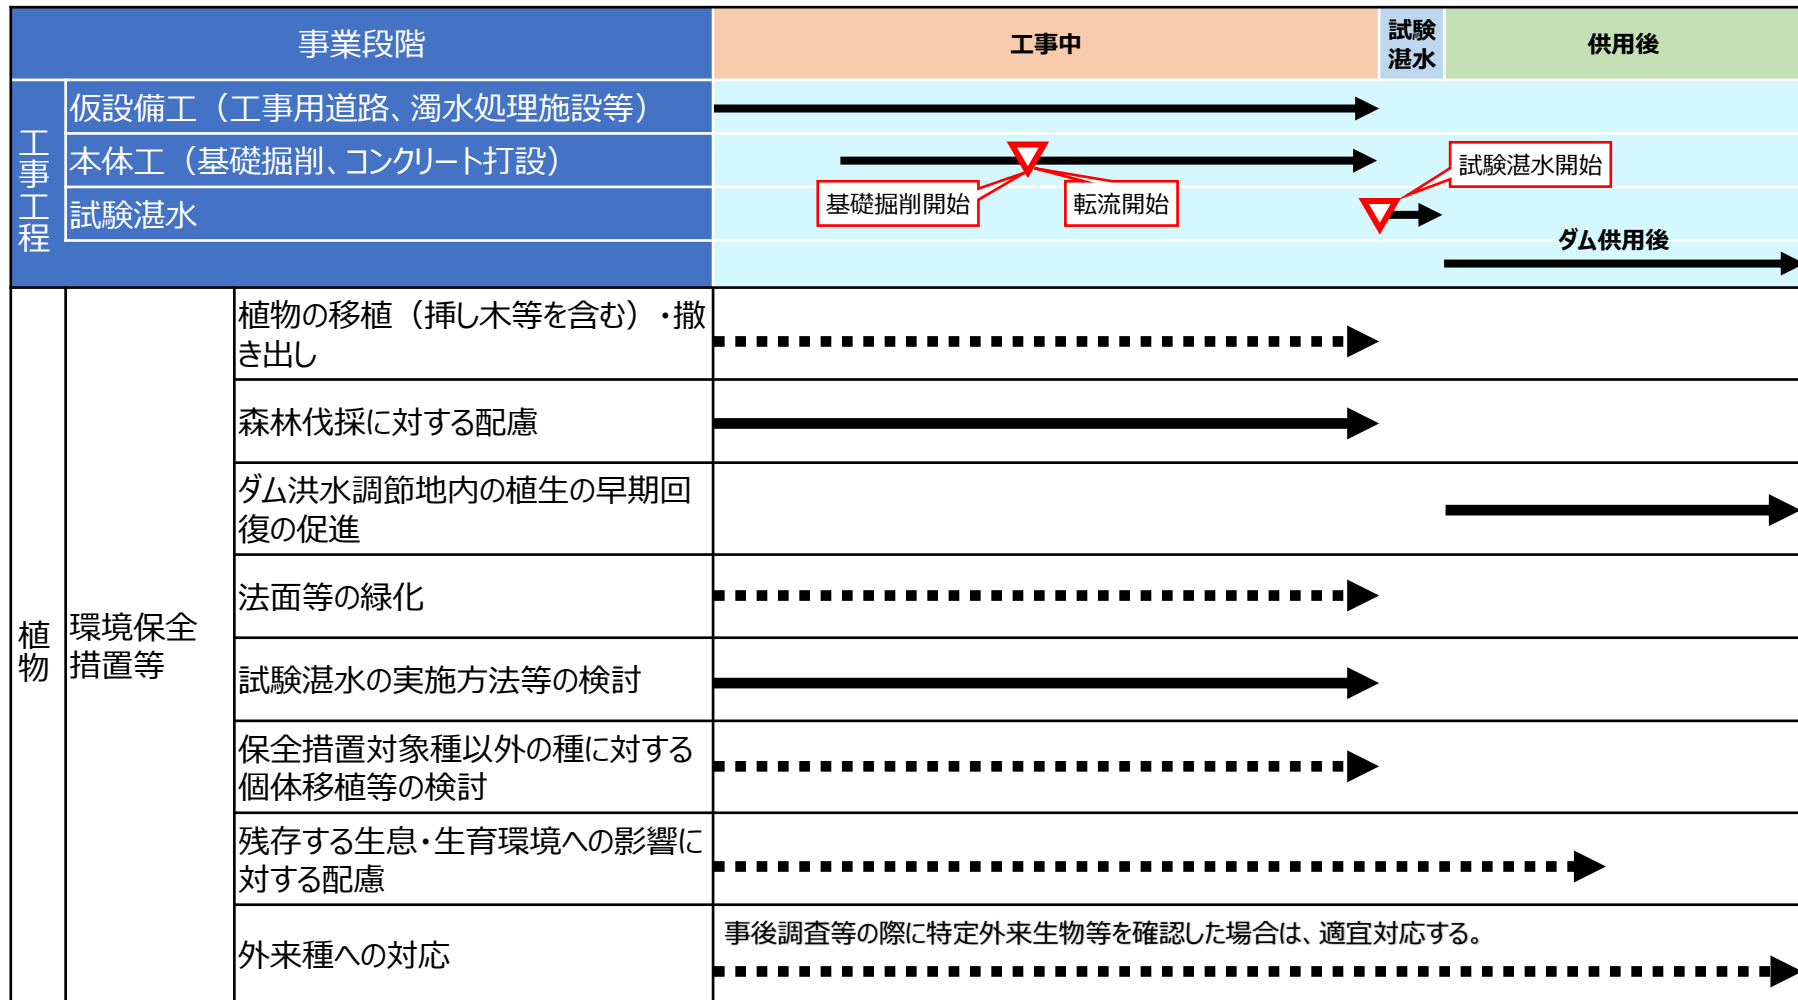 事業段階
工事中
試験
湛水
供用後
工事工程
仮設備工（工事用道路、濁水処理施設等）
本体工（基礎掘削、コンクリート打設）
基礎掘削開始
転流開始
試験湛水開始
試験湛水
ダム供用後
植物
環境保全
措置等
植物の移植（挿し木等を含む）・撒
き出し
森林伐採に対する配慮
ダム洪水調節地内の植生の早期回
復の促進
法面等の緑化
試験湛水の実施方法等の検討
保全措置対象種以外の種に対する
個体移植等の検討
残存する生息・生育環境への影響に
対する配慮
外来種への対応
事後調査等の際に特定外来生物等を確認した場合は、適宜対応する。